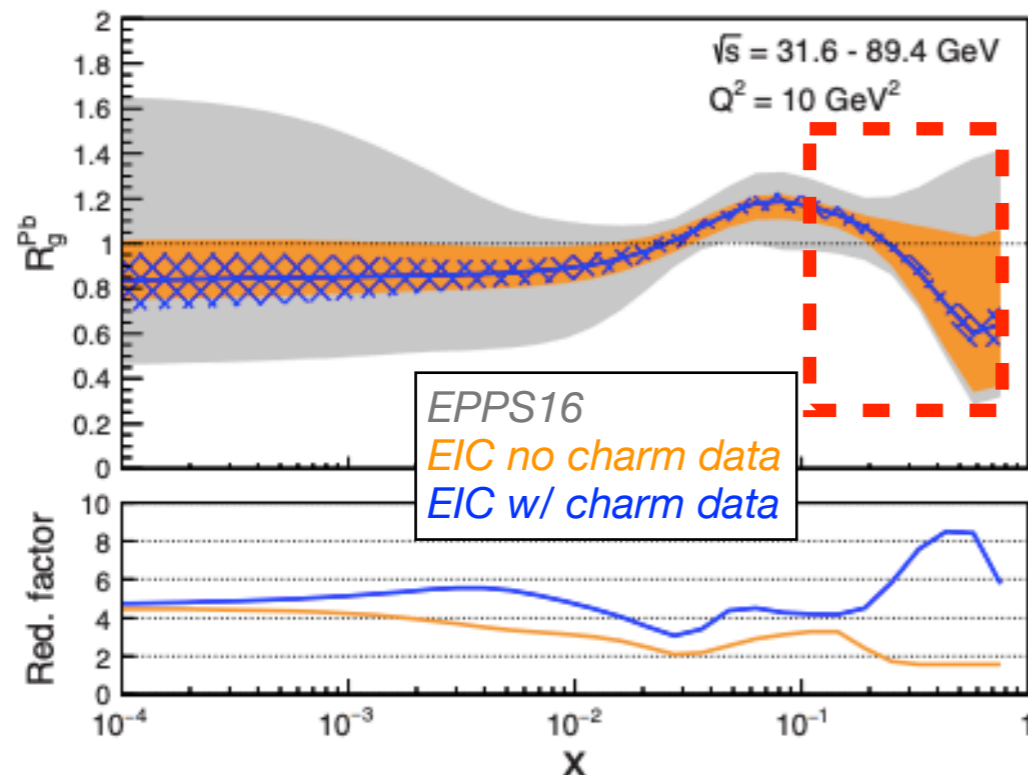 2
1.8
1.6
1.4
1.2
1
0.8
0.6
0.4
0.2
0
R_g^Pb
√s = 31.6 - 89.4 GeV
Q² = 10 GeV²
EPPS16
EIC no charm data
EIC w/ charm data
10
8
6
4
2
0
Red. factor
10⁻⁴
10⁻³
10⁻²
10⁻¹
1
x